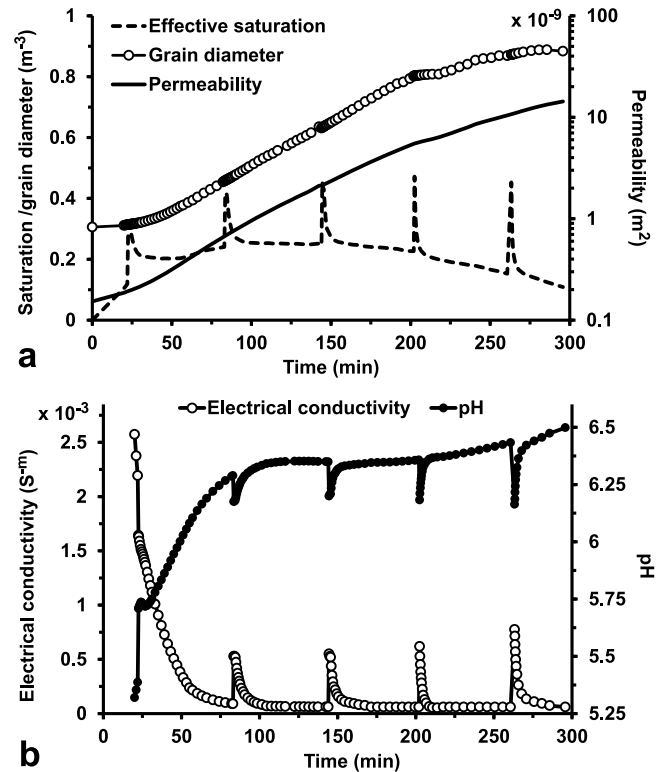 x 10-9
1
0.8
0.6
0.4
0.2
0
Saturation /grain diameter (m-3)
Effective saturation
Grain diameter
Permeability
100
10
1
0.1
Permeability (m2)
0 50 100 150 200 250 300
Time (min)
a
x 10-3
Electrical conductivity pH
2.5
2
1.5
1
0.5
0
Electrical conductivity (S-m)
6.5
6.25
6
5.75
5.5
5.25
pH
0 50 100 150 200 250 300
Time (min)
b